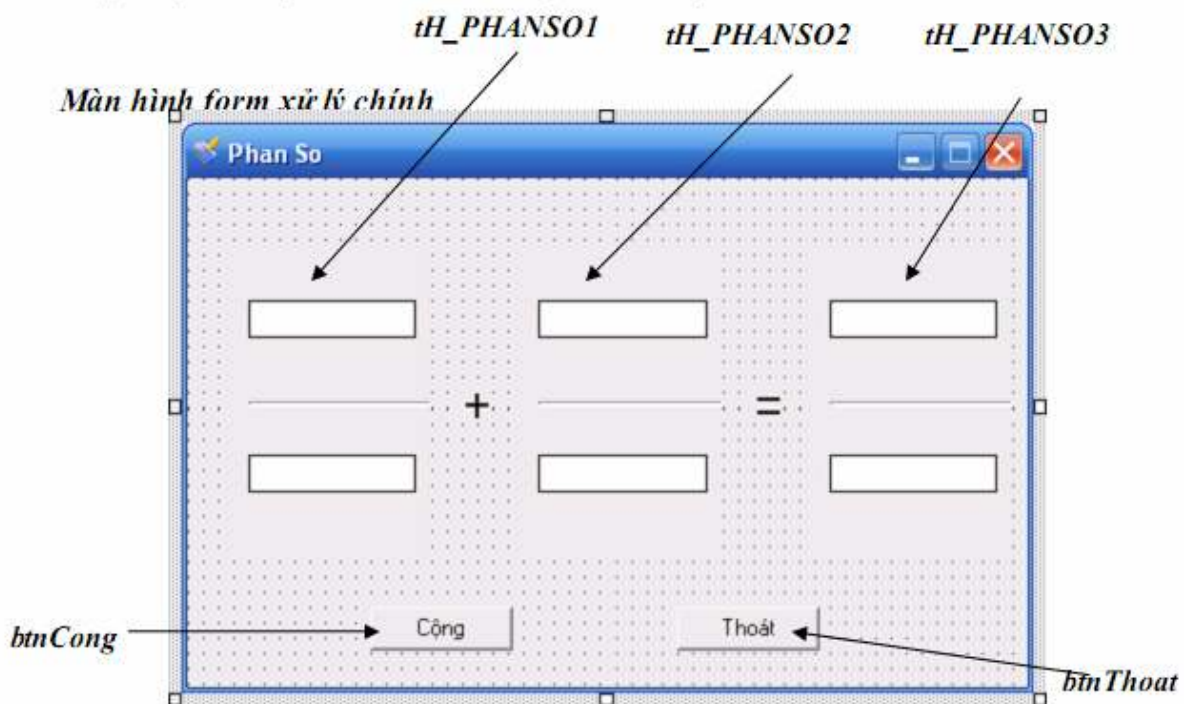 tH_PHANSO1 tH_PHANSO2 tH_PHANSO3
Màn hình form xử lý chính
Phan So
+ =
Cộng Thoát
btnCong
btnThoat